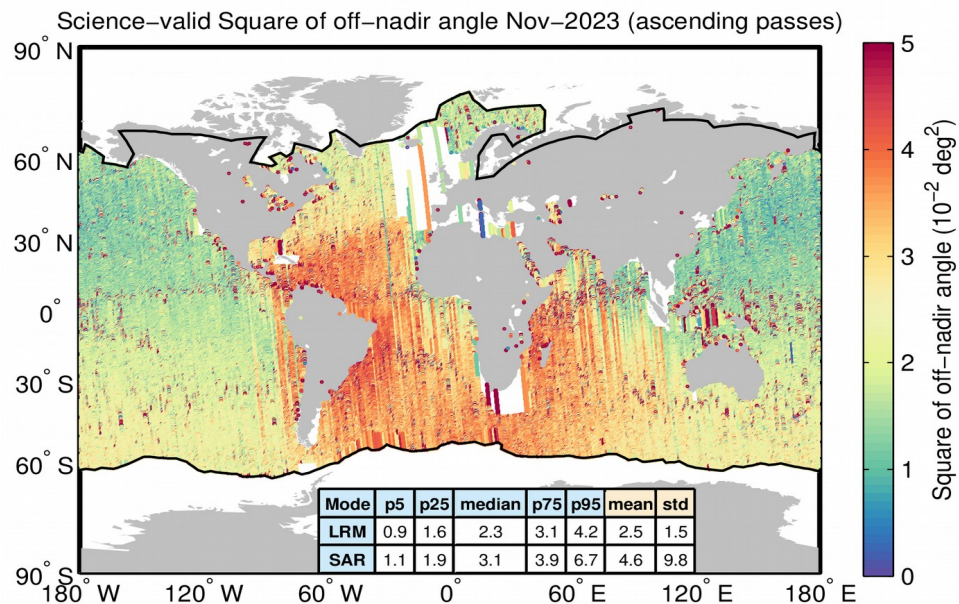 Science-valid Square of off-nadir angle Nov-2023 (ascending passes)
90° N
60° N
30° N
0°
30° S
60° S
90° S
180° W
120° W
60° W
0°
60° E
120° E
180° E
Mode p5 p25 median p75 p95 mean std
LRM 0.9 1.6 2.3 3.1 4.2 2.5 1.5
SAR 1.1 1.9 3.1 3.9 6.7 4.6 9.8
5
4
3
2
1
0
Square of off-nadir angle (10⁻² deg²)